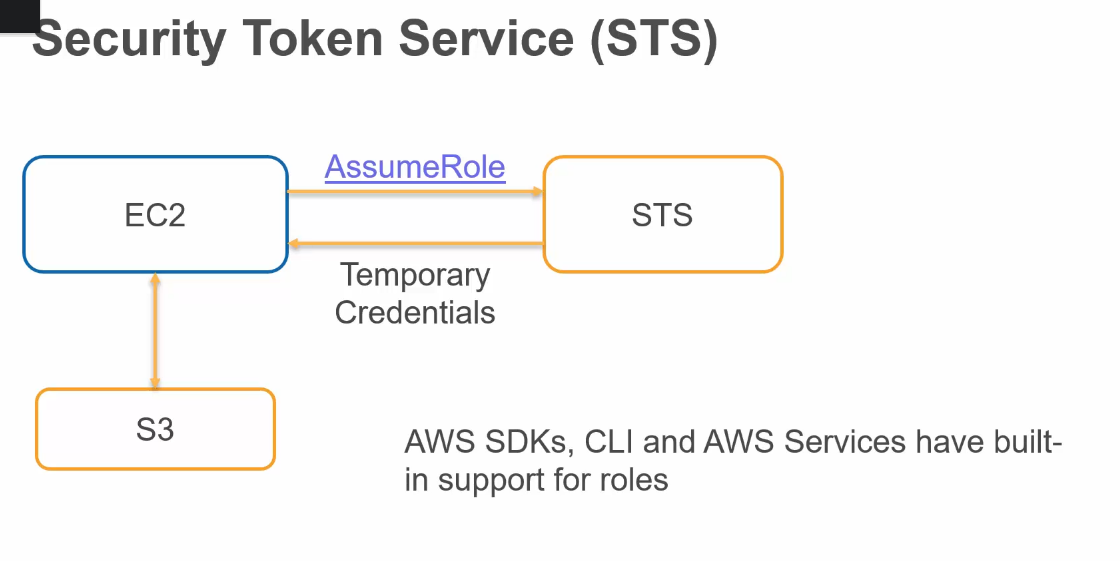 Security Token Service (STS)
AssumeRole
EC2
STS
Temporary
Credentials
S3
AWS SDKs, CLI and AWS Services have built-
in support for roles